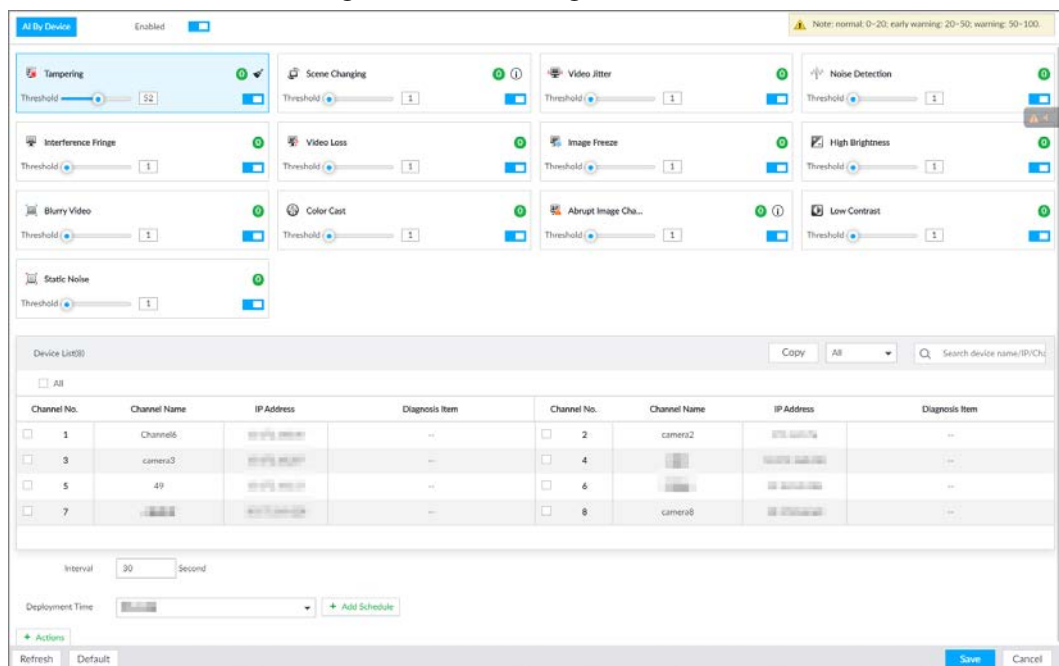 AI By Device Enabled Note: normal: 0~20; early warning: 20~50; warning: 50~100.
Tampering 0 Scene Changing 0 Video Jitter 0 Noise Detection 0
Threshold 52 Threshold 1 Threshold 1 Threshold 1
Interference Fringe 0 Video Loss 0 Image Freeze 0 High Brightness 0
Threshold 1 Threshold 1 Threshold 1 Threshold 1
Blurry Video 0 Color Cast 0 Abrupt Image Cha... 0 Low Contrast 0
Threshold 1 Threshold 1 Threshold 1 Threshold 1
Static Noise 0
Threshold 1
Device List(8) Copy All Search device name/IP/Cha
All
Channel No. Channel Name IP Address Diagnosis Item Channel No. Channel Name IP Address Diagnosis Item
1 Channel6 -- 2 camera2 --
3 camera3 -- 4 --
5 49 -- 6 --
7 -- 8 camera8 --
Interval 30 Second
Deployment Time + Add Schedule
+ Actions
Refresh Default Save Cancel